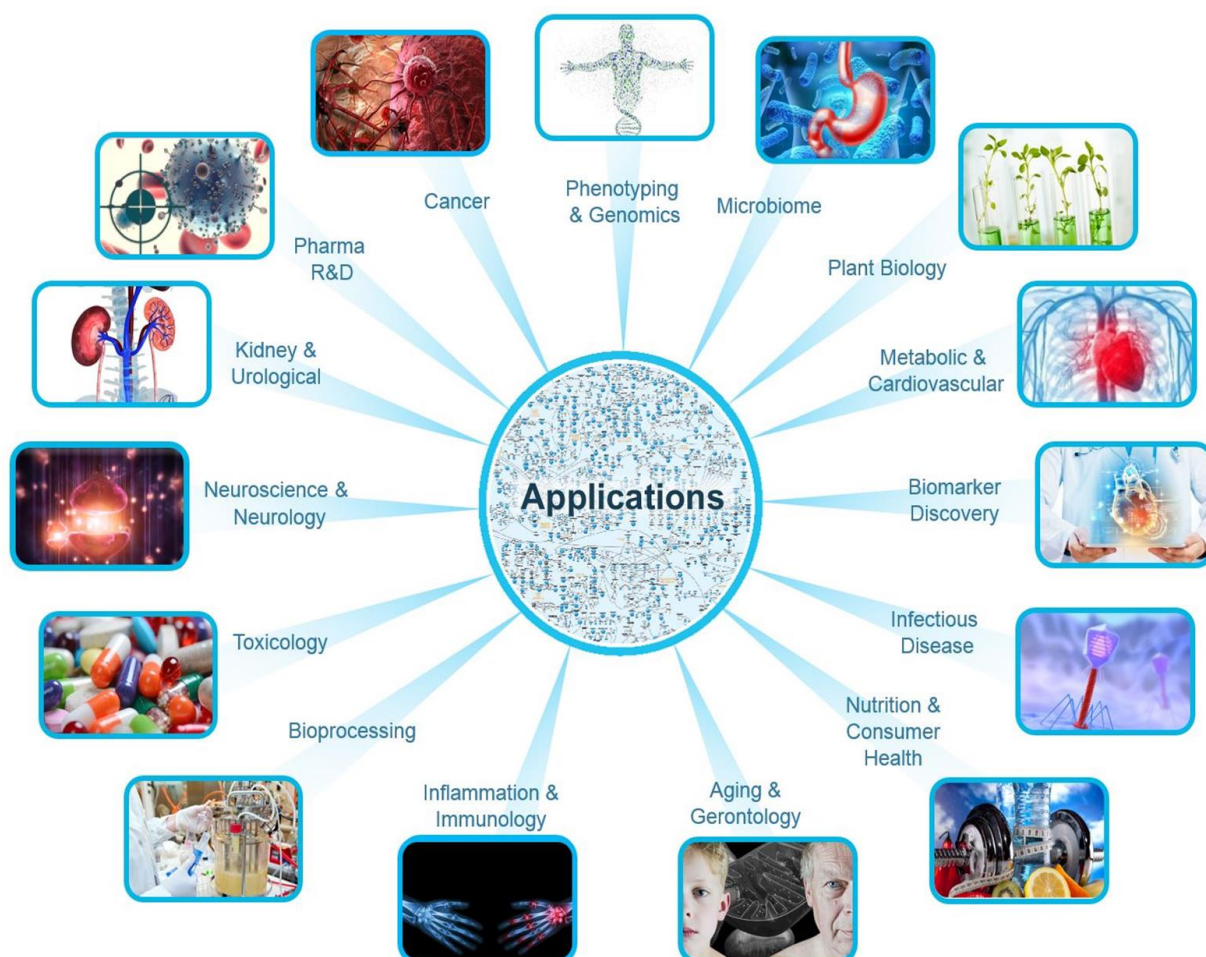 Applications
Phenotyping
& Genomics
Microbiome
Plant Biology
Metabolic &
Cardiovascular
Biomarker
Discovery
Infectious
Disease
Nutrition &
Consumer
Health
Aging &
Gerontology
Inflammation &
Immunology
Bioprocessing
Toxicology
Neuroscience &
Neurology
Kidney &
Urological
Pharma
R&D
Cancer